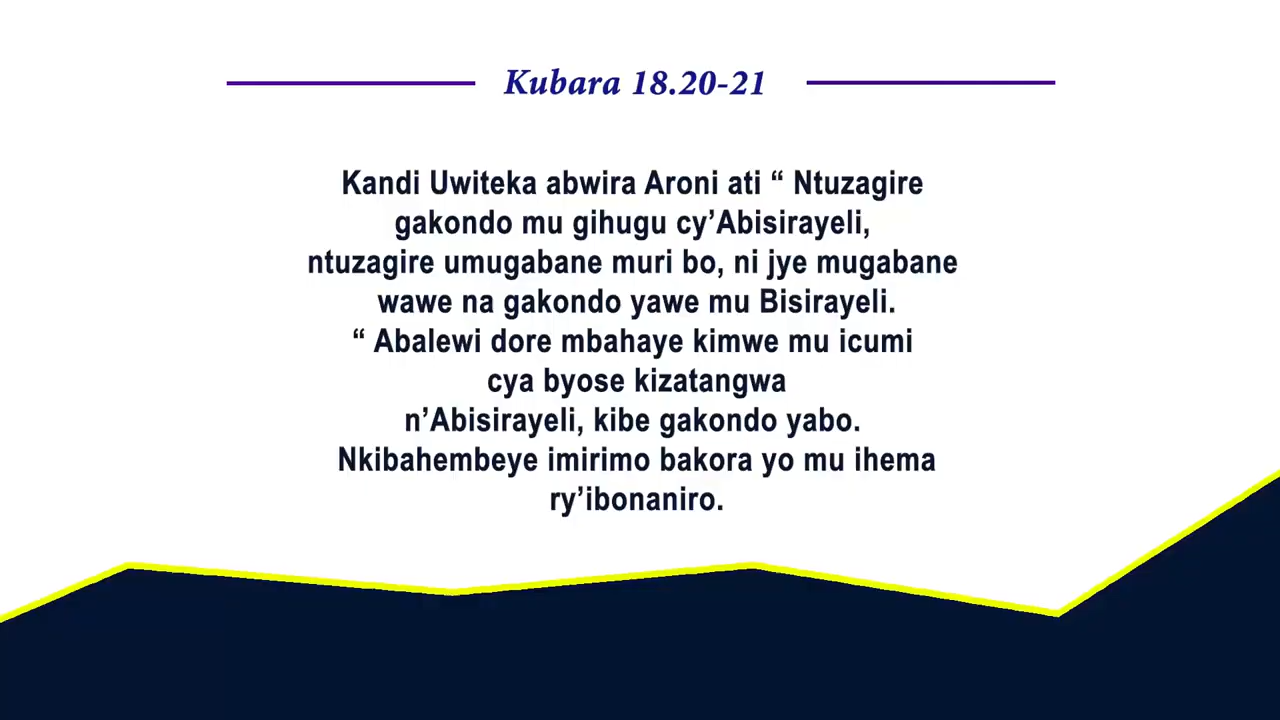 Kubara 18.20-21
Kandi Uwiteka abwira Aroni ati “ Ntuzagire
gakondo mu gihugu cy’Abisirayeli,
ntuzagire umugabane muri bo, ni jye mugabane
wawe na gakondo yawe mu Bisirayeli.
“ Abalewi dore mbahaye kimwe mu icumi
cya byose kizatangwa
n’Abisirayeli, kibe gakondo yabo.
Nkibahembeye imirimo bakora yo mu ihema
ry’ibonaniro.